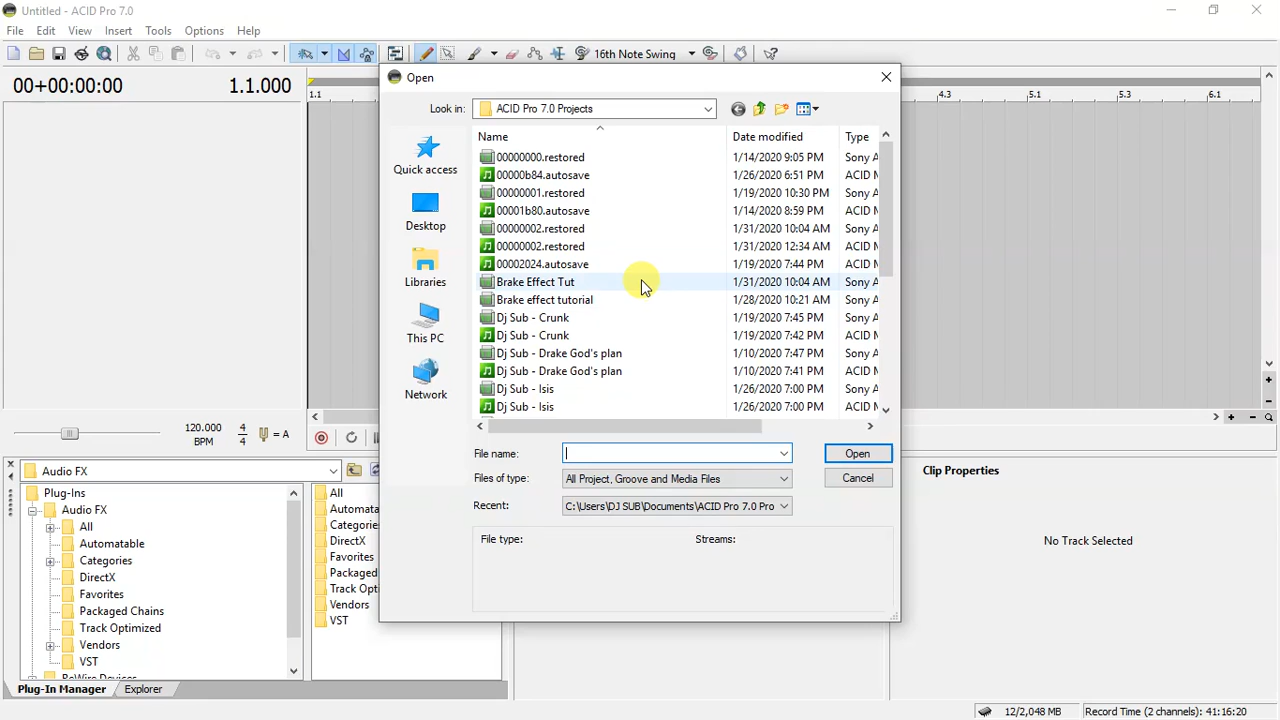 Untitled - ACID Pro 7.0
File Edit View Insert Tools Options Help
16th Note Swing
00+00:00:00 1.1.000
1.1 4.3 5.1 5.3 6.1
Open
Look in: ACID Pro 7.0 Projects
Name Date modified Type
00000000.restored 1/14/2020 9:05 PM Sony A
00000b84.autosave 1/26/2020 6:51 PM ACID M
00000001.restored 1/19/2020 10:30 PM Sony A
00001b80.autosave 1/14/2020 8:59 PM ACID M
00000002.restored 1/31/2020 10:04 AM Sony A
00000002.restored 1/31/2020 12:34 AM ACID M
00002024.autosave 1/19/2020 7:44 PM ACID M
Brake Effect Tut 1/31/2020 10:04 AM Sony A
Brake effect tutorial 1/28/2020 10:21 AM Sony A
Dj Sub - Crunk 1/19/2020 7:45 PM Sony A
Dj Sub - Crunk 1/19/2020 7:42 PM ACID M
Dj Sub - Drake God's plan 1/10/2020 7:47 PM Sony A
Dj Sub - Drake God's plan 1/10/2020 7:41 PM ACID M
Dj Sub - Isis 1/26/2020 7:00 PM Sony A
Dj Sub - Isis 1/26/2020 7:00 PM ACID M
Quick access
Desktop
Libraries
This PC
Network
File name: Open
Files of type: All Project, Groove and Media Files Cancel
Recent: C:\Users\DJ SUB\Documents\ACID Pro 7.0 Pro
File type: Streams:
120.000
BPM
4
4
= A
Audio FX
Plug-Ins
Audio FX
All
Automatable
Categories
DirectX
Favorites
Packaged Chains
Track Optimized
Vendors
VST
ReWire Devices
All
Automatab
Categories
DirectX
Favorites
Packaged
Track Opti
Vendors
VST
Plug-In Manager Explorer
Clip Properties
No Track Selected
12/2,048 MB Record Time (2 channels): 41:16:20